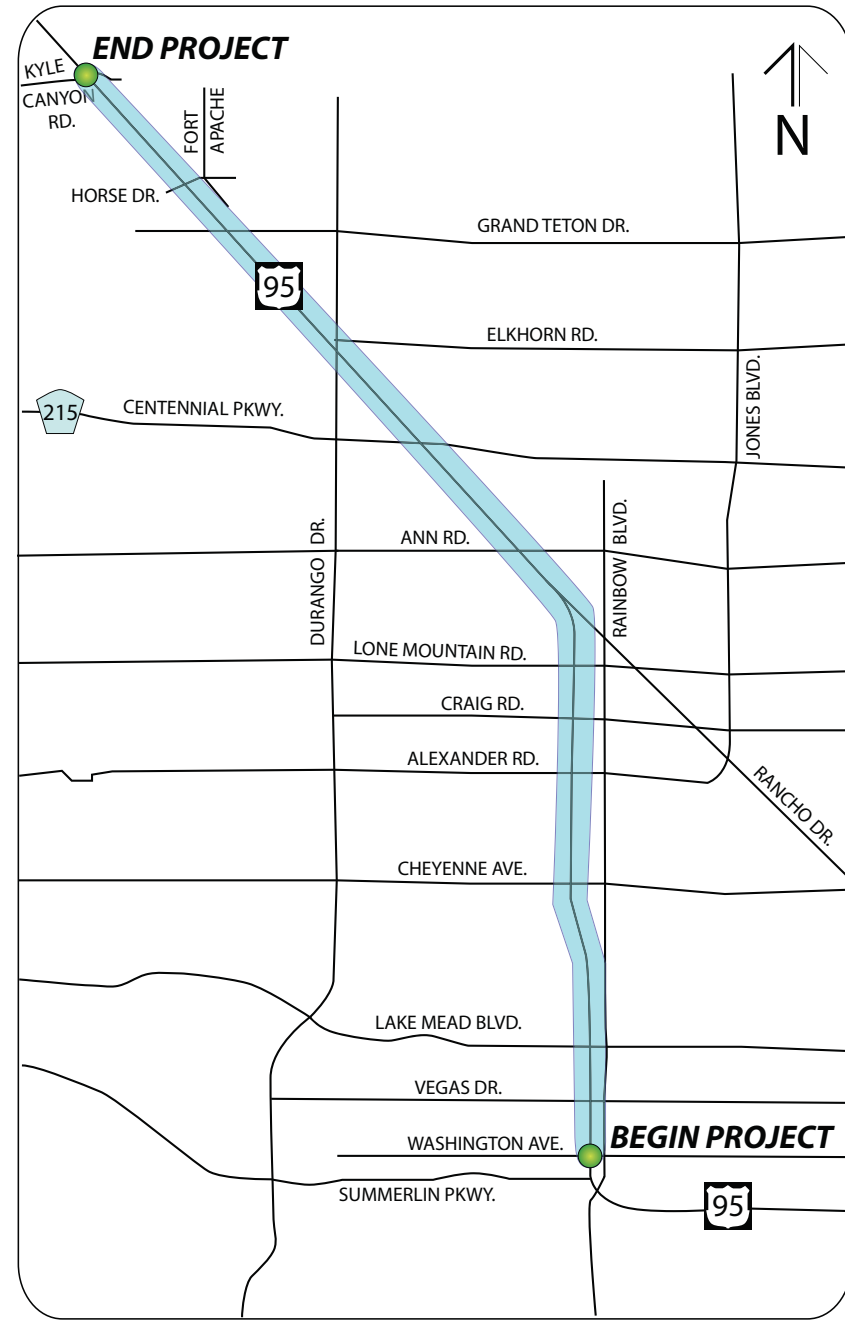 END PROJECT
KYLE
CANYON
RD.
FORT
APACHE
N
HORSE DR.
GRAND TETON DR.
95
ELKHORN RD.
JONES BLVD.
215
CENTENNIAL PKWY.
DURANGO DR.
ANN RD.
RAINBOW BLVD.
LONE MOUNTAIN RD.
CRAIG RD.
ALEXANDER RD.
RANCHO DR.
CHEYENNE AVE.
LAKE MEAD BLVD.
VEGAS DR.
WASHINGTON AVE.
BEGIN PROJECT
SUMMERLIN PKWY.
95